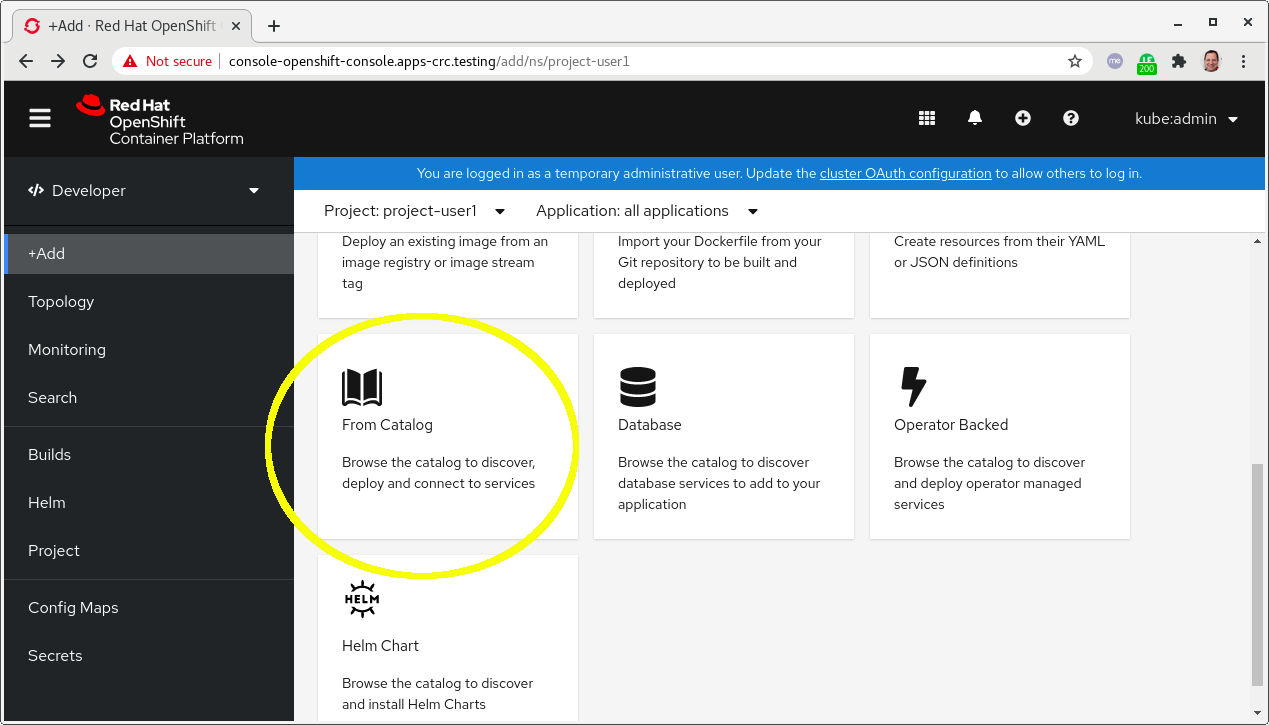 +Add · Red Hat OpenShift
Not secure console-openshift-console.apps-crc.testing/add/ns/project-user1
me
200
Red Hat
OpenShift
Container Platform
kube:admin
Developer
You are logged in as a temporary administrative user. Update the cluster OAuth configuration to allow others to log in.
Project: project-user1 Application: all applications
+Add
Topology
Monitoring
Search
Builds
Helm
Project
Config Maps
Secrets
Deploy an existing image from an
image registry or image stream
tag
Import your Dockerfile from your
Git repository to be built and
deployed
Create resources from their YAML
or JSON definitions
From Catalog
Browse the catalog to discover,
deploy and connect to services
Database
Browse the catalog to discover
database services to add to your
application
Operator Backed
Browse the catalog to discover
and deploy operator managed
services
HELM
Helm Chart
Browse the catalog to discover
and install Helm Charts